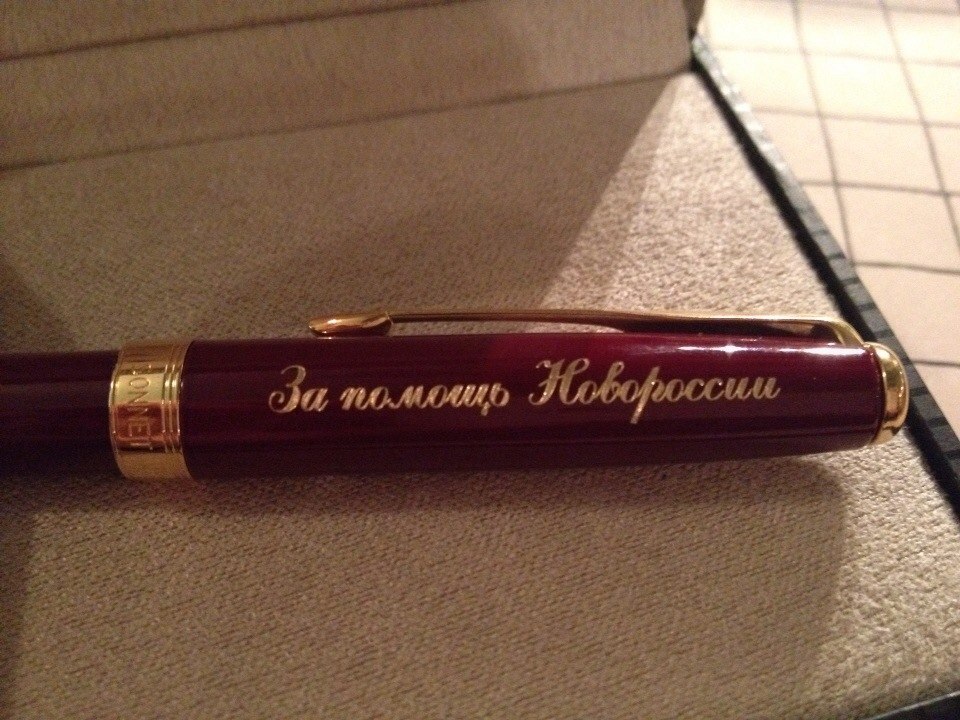 За помощь Новороссии